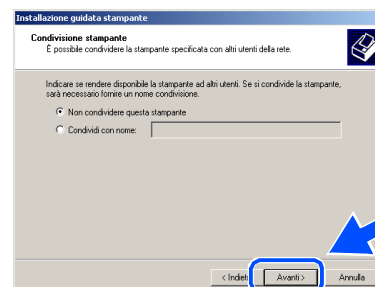 Installazione guidata stampante
Condivisione stampante
È possibile condividere la stampante specificata con altri utenti della rete.
Indicare se rendere disponibile la stampante ad altri utenti. Se si condivide la stampante,
sarà necessario fornire un nome condivisione.
Non condividere questa stampante
Condividi con nome:
< Indiet
Avanti >
Annulla